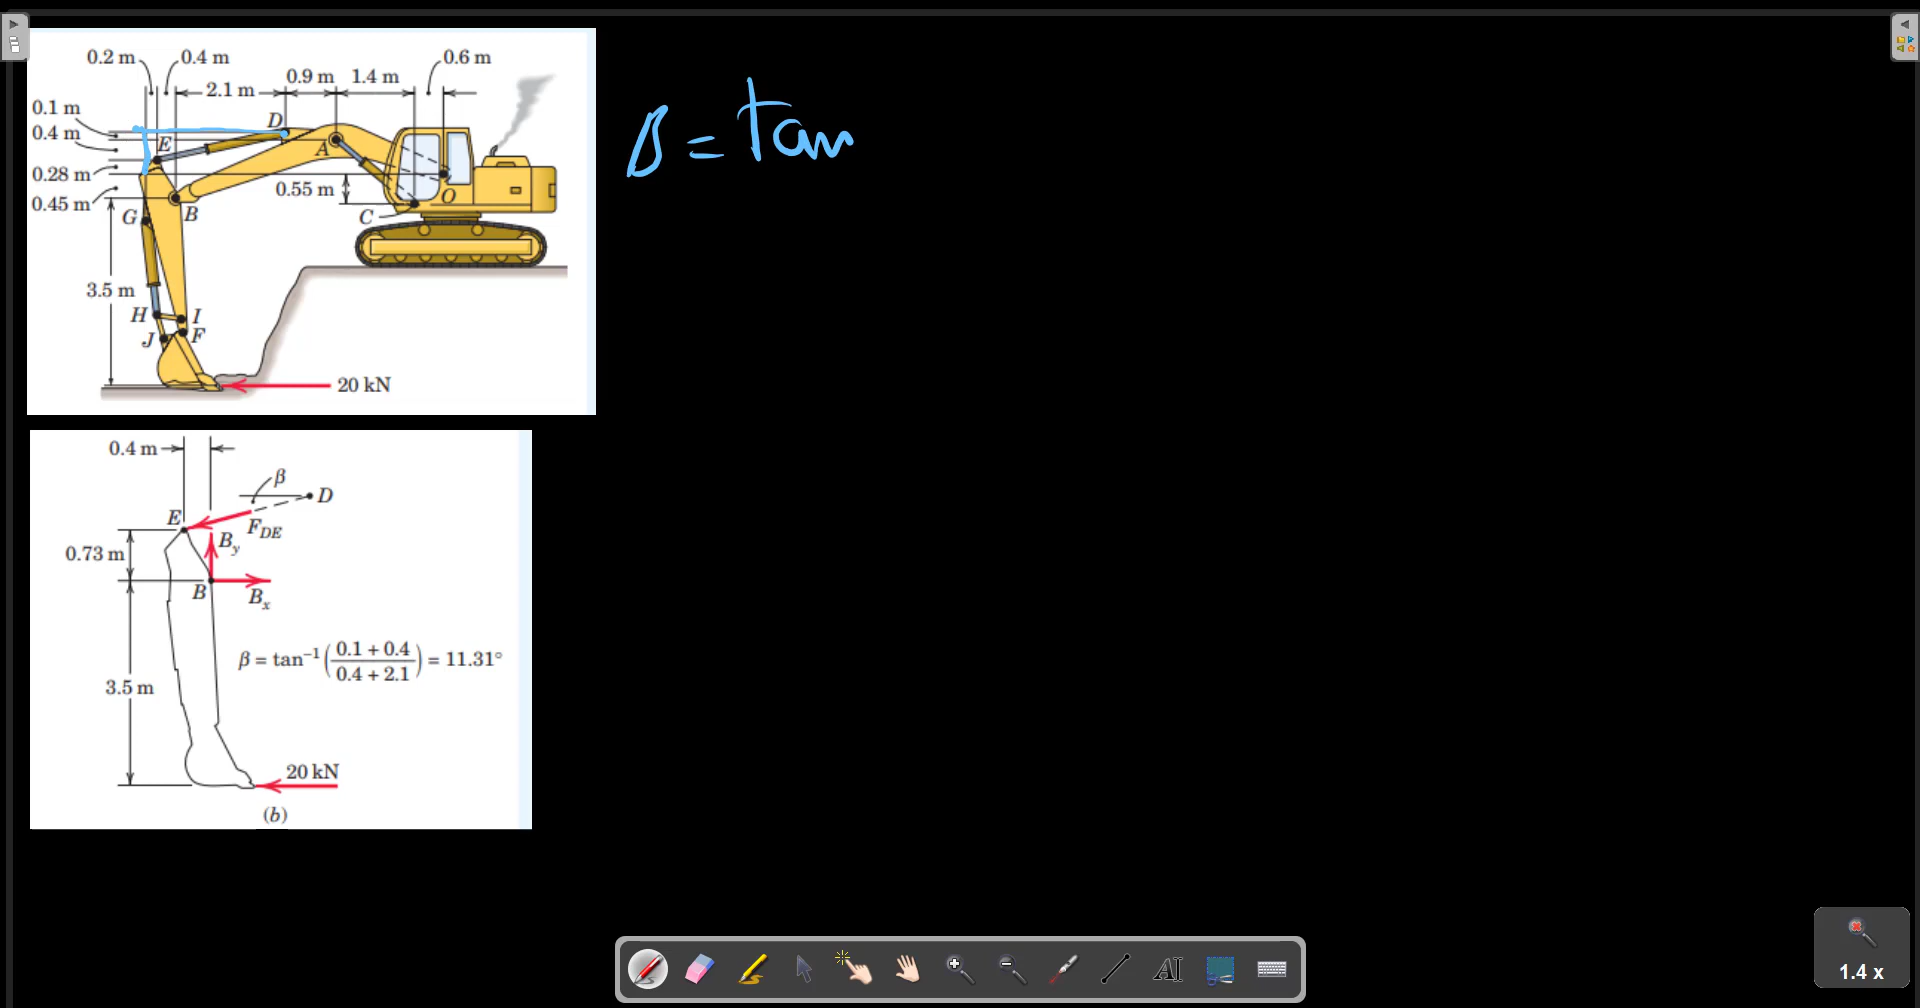 0.2 m
0.4 m
0.6 m
0.9 m
1.4 m
2.1 m
0.1 m
D
0.4 m
E
A
0.28 m
0.55 m
O
0.45 m
G
B
C
3.5 m
H
I
J
F
20 kN
β = tan
0.4 m
β
D
E
F_DE
B_y
0.73 m
B
B_x
β = tan⁻¹(0.1 + 0.4 / 0.4 + 2.1) = 11.31°
3.5 m
20 kN
(b)
AI
1.4 x